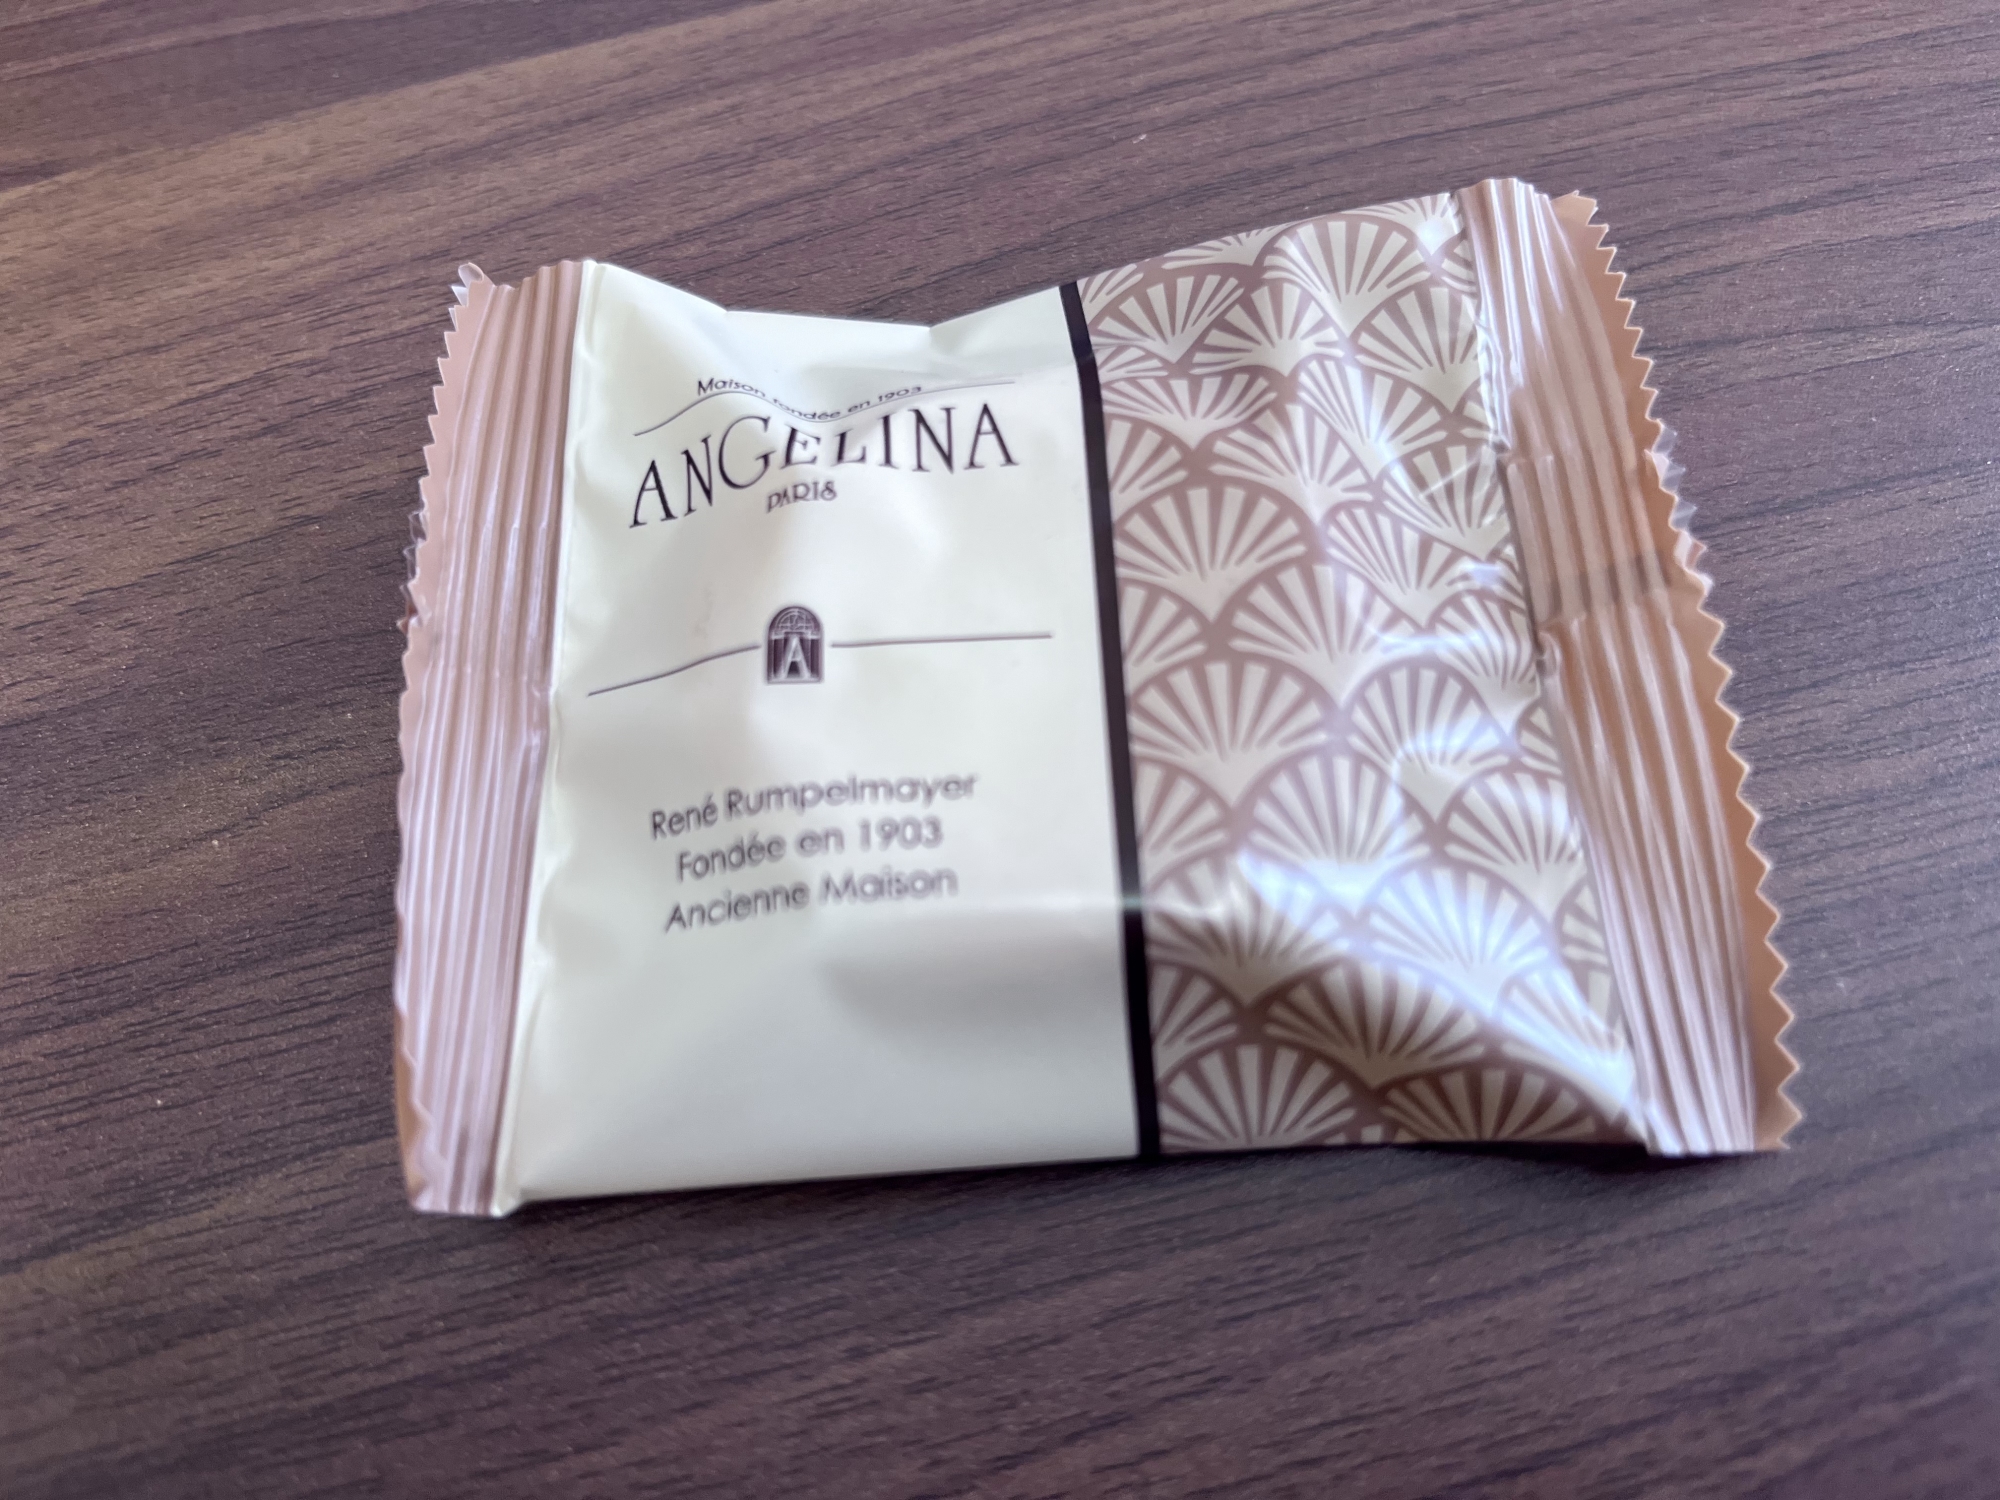 Maison fondée en 1903
ANGELINA
PARIS
A
René Rumpelmayer
Fondée en 1903
Ancienne Maison